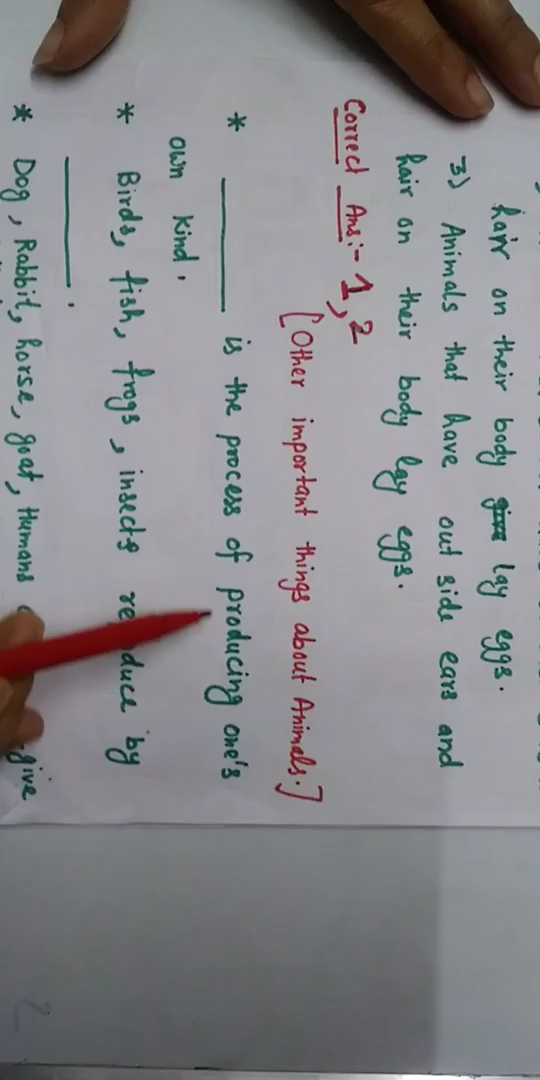 hair on their body lay eggs.
3) Animals that have out side ears and
hair on their body lay eggs.
Correct Ans:- 1, 2
[Other important things about Animals.]
* ______ is the process of producing one's
own kind.
* Birds, fish, frogs, insects reproduce by
______.
* Dog, Rabbit, horse, goat, Humans give